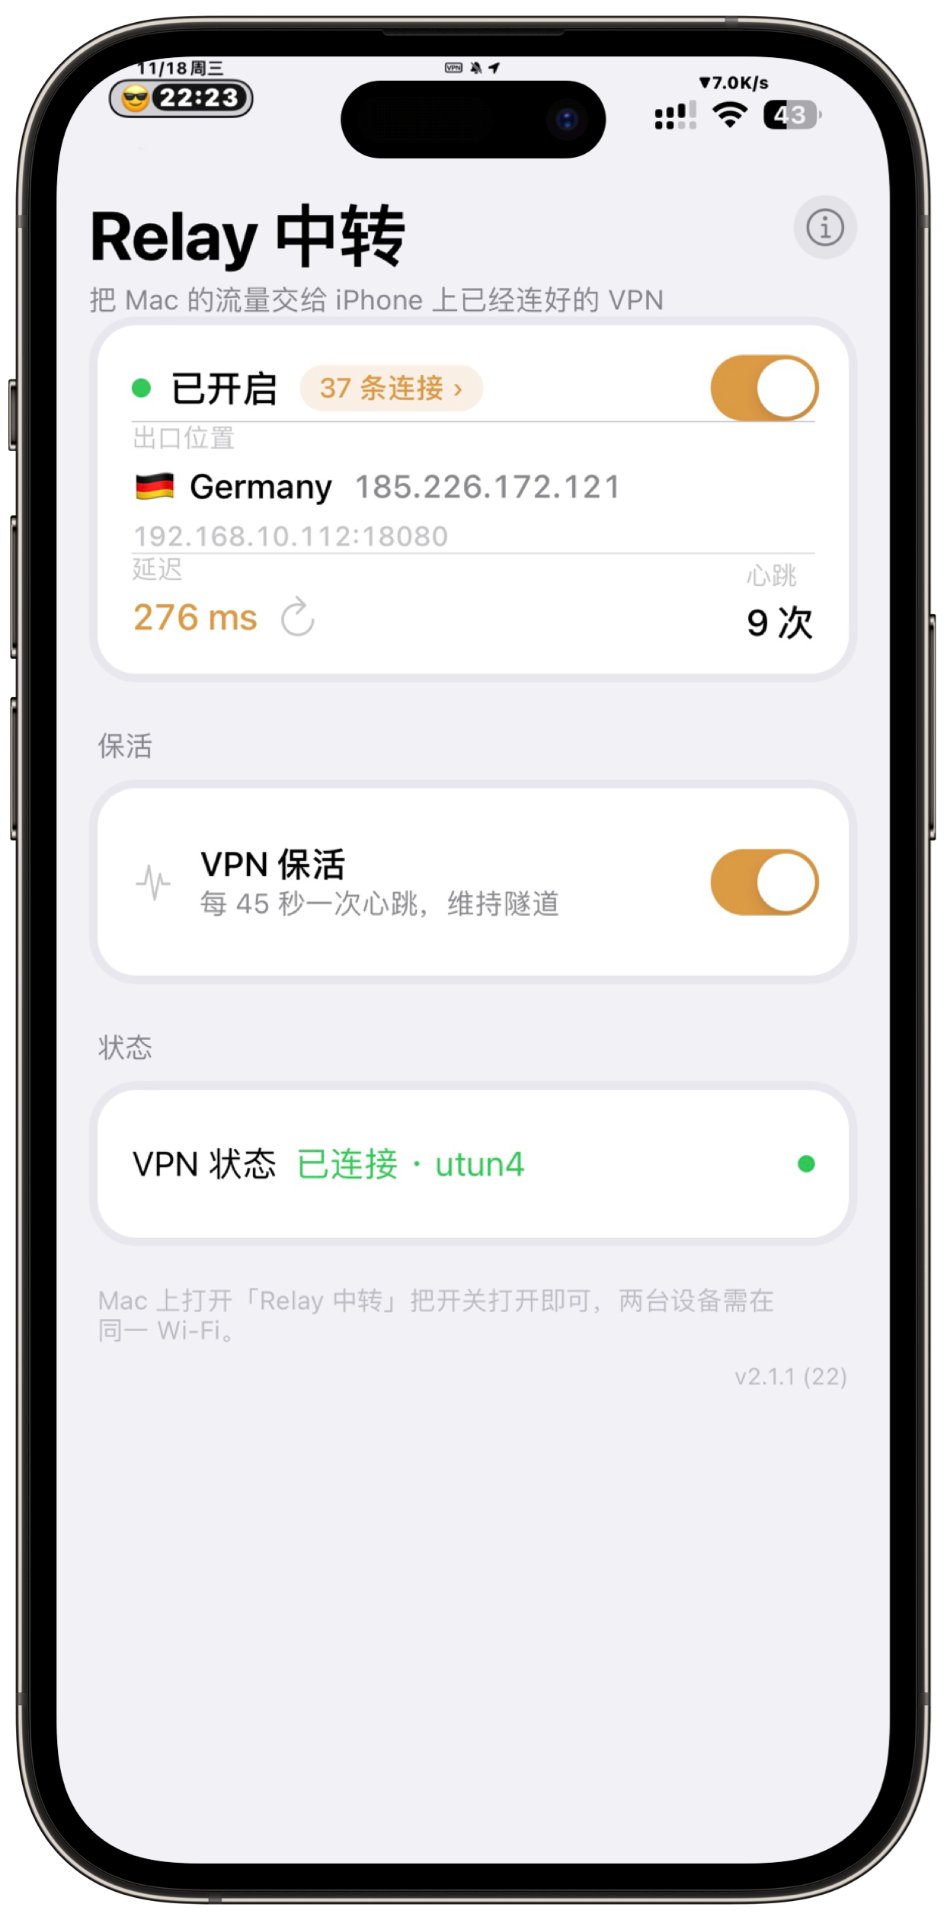 11/18周三
VPN
22:23
▼7.0K/s
43
Relay 中转
把 Mac 的流量交给 iPhone 上已经连好的 VPN
已开启 37 条连接 ›
出口位置
Germany 185.226.172.121
192.168.10.112:18080
延迟 心跳
276 ms 9 次
保活
VPN 保活
每 45 秒一次心跳，维持隧道
状态
VPN 状态 已连接 · utun4
Mac 上打开「Relay 中转」把开关打开即可，两台设备需在
同一 Wi-Fi。
v2.1.1 (22)